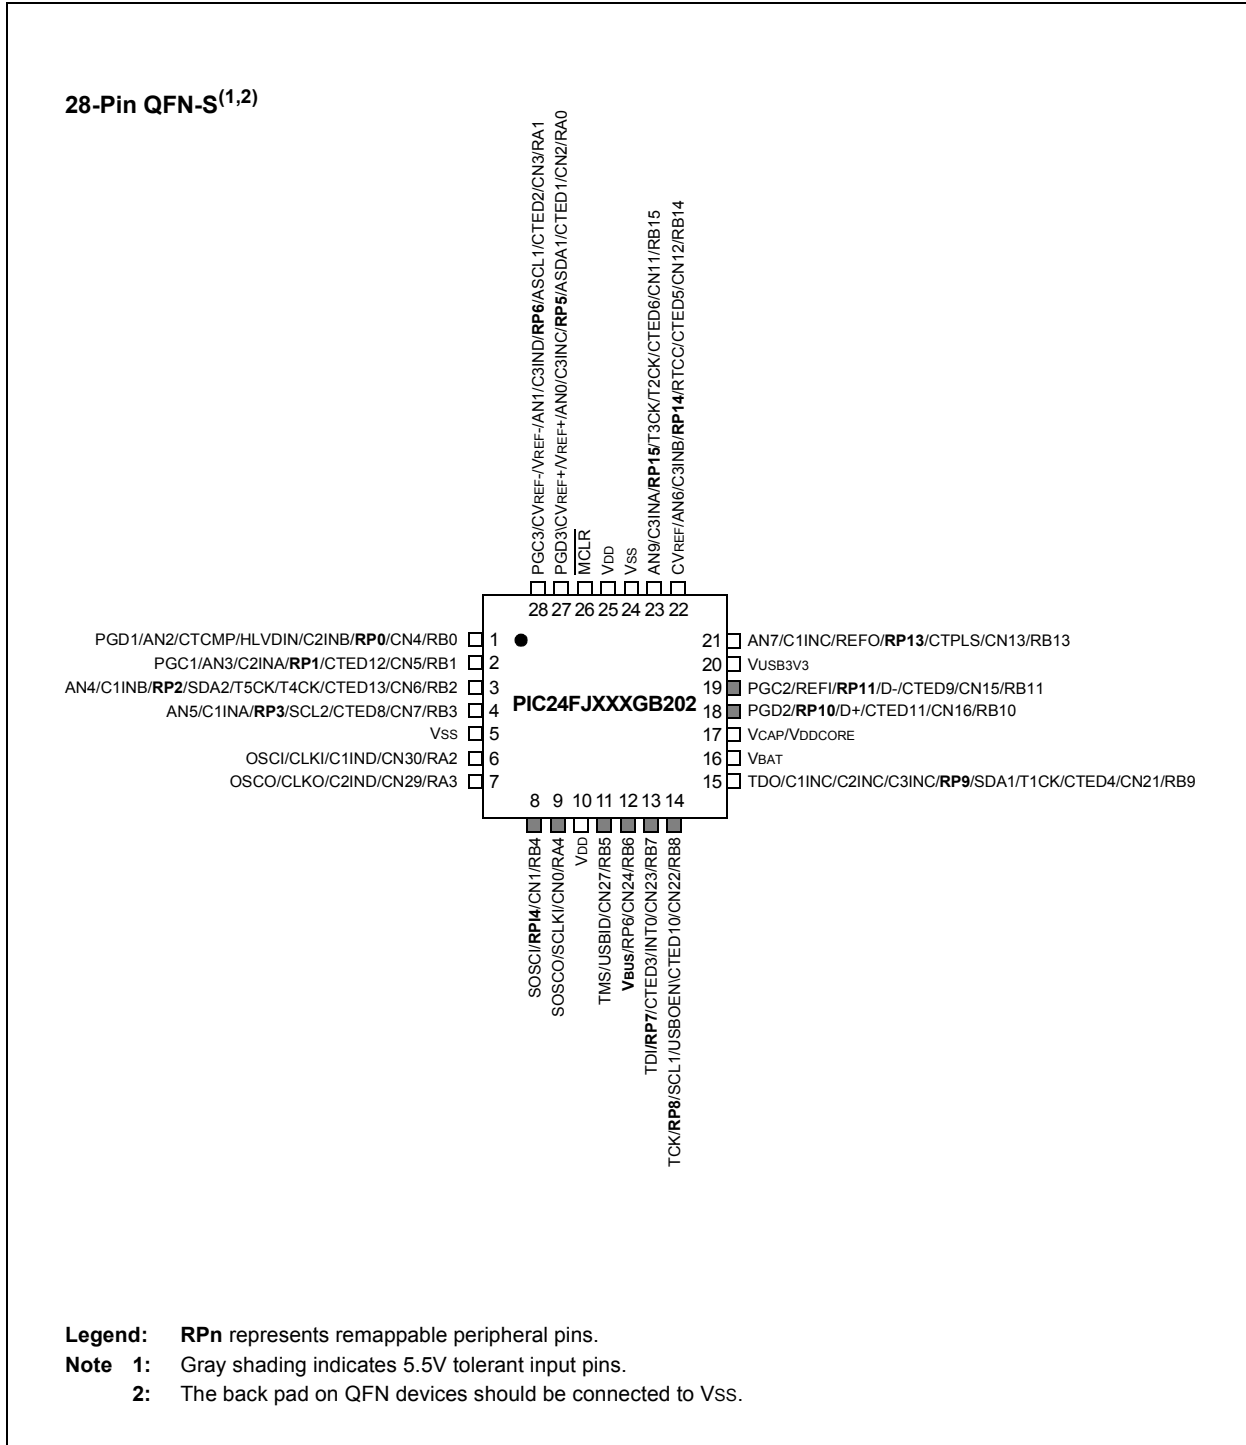 28-Pin QFN-S(1,2)
PGC3/CVREF-/VREF-/AN1/C3IND/RP6/ASCL1/CTED2/CN3/RA1
PGD3\CVREF+/VREF+/AN0/C3INC/RP5/ASDA1/CTED1/CN2/RA0
MCLR
VDD
VSS
AN9/C3INA/RP15/T3CK/T2CK/CTED6/CN11/RB15
CVREF/AN6/C3INB/RP14/RTCC/CTED5/CN12/RB14
28 27 26 25 24 23 22
PGD1/AN2/CTCMP/HLVDIN/C2INB/RP0/CN4/RB0 1
PGC1/AN3/C2INA/RP1/CTED12/CN5/RB1 2
AN4/C1INB/RP2/SDA2/T5CK/T4CK/CTED13/CN6/RB2 3
AN5/C1INA/RP3/SCL2/CTED8/CN7/RB3 4
VSS 5
OSCI/CLKI/C1IND/CN30/RA2 6
OSCO/CLKO/C2IND/CN29/RA3 7
PIC24FJXXXGB202
21 AN7/C1INC/REFO/RP13/CTPLS/CN13/RB13
20 VUSB3V3
19 PGC2/REFI/RP11/D-/CTED9/CN15/RB11
18 PGD2/RP10/D+/CTED11/CN16/RB10
17 VCAP/VDDCORE
16 VBAT
15 TDO/C1INC/C2INC/C3INC/RP9/SDA1/T1CK/CTED4/CN21/RB9
8 9 10 11 12 13 14
SOSCI/RPI4/CN1/RB4
SOSCO/SCLKI/CN0/RA4
VDD
TMS/USBID/CN27/RB5
VBUS/RP6/CN24/RB6
TDI/RP7/CTED3/INT0/CN23/RB7
TCK/RP8/SCL1/USBOEN\CTED10/CN22/RB8
Legend: RPn represents remappable peripheral pins.
Note 1: Gray shading indicates 5.5V tolerant input pins.
2: The back pad on QFN devices should be connected to VSS.